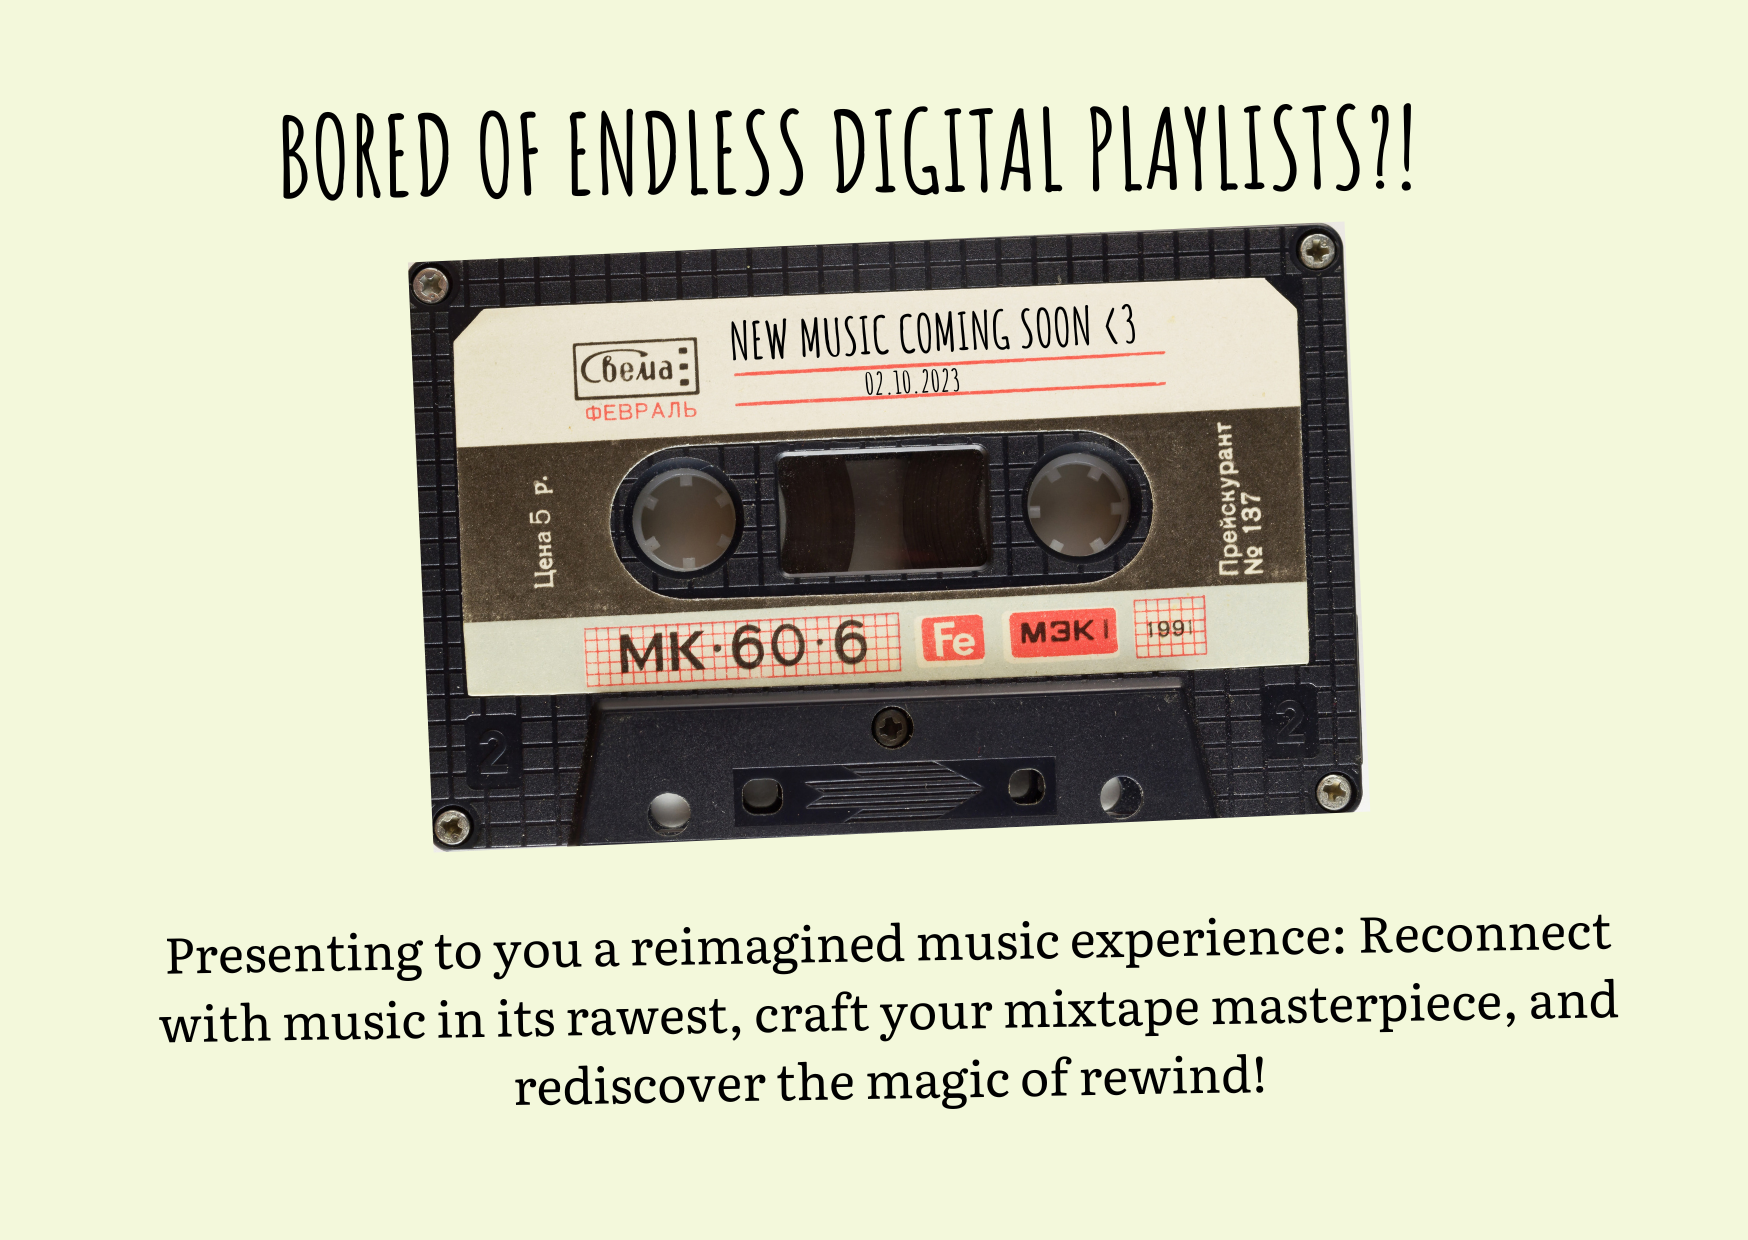 BORED OF ENDLESS DIGITAL PLAYLISTS?!
NEW MUSIC COMING SOON <3
02.10.2023
Свема
ФЕВРАЛЬ
Цена 5 р.
Прейскурант
№ 137
МК·60·6
Fe
МЭК I
1991
2
2
Presenting to you a reimagined music experience: Reconnect
with music in its rawest, craft your mixtape masterpiece, and
rediscover the magic of rewind!